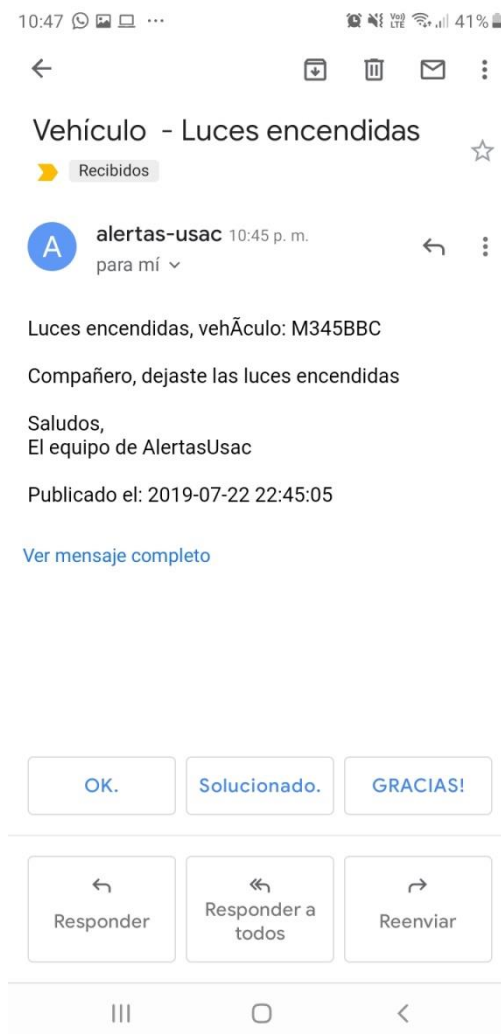 10:47 41%
Vehículo - Luces encendidas
Recibidos
A
alertas-usac 10:45 p. m.
para mí
Luces encendidas, vehÃculo: M345BBC
Compañero, dejaste las luces encendidas
Saludos,
El equipo de AlertasUsac
Publicado el: 2019-07-22 22:45:05
Ver mensaje completo
OK. Solucionado. GRACIAS!
Responder
Responder a
todos
Reenviar